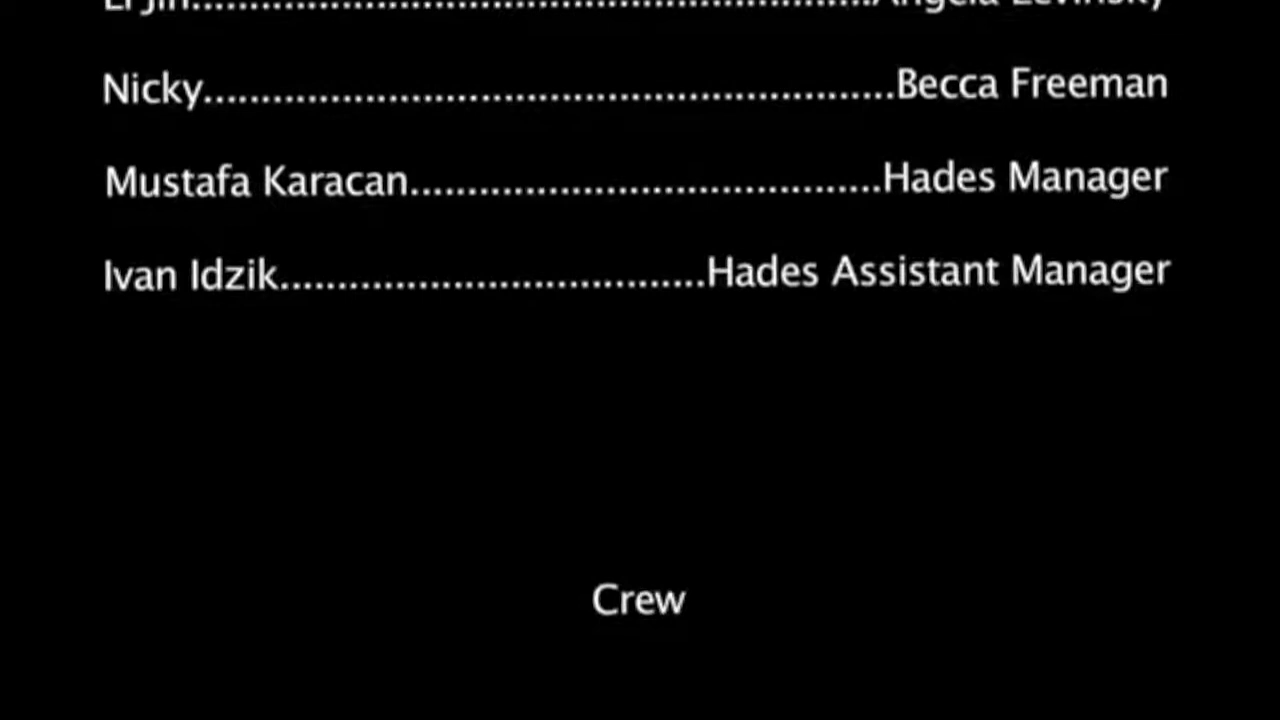 Nicky..........................................................Becca Freeman
Mustafa Karacan........................................Hades Manager
Ivan Idzik....................................Hades Assistant Manager
Crew